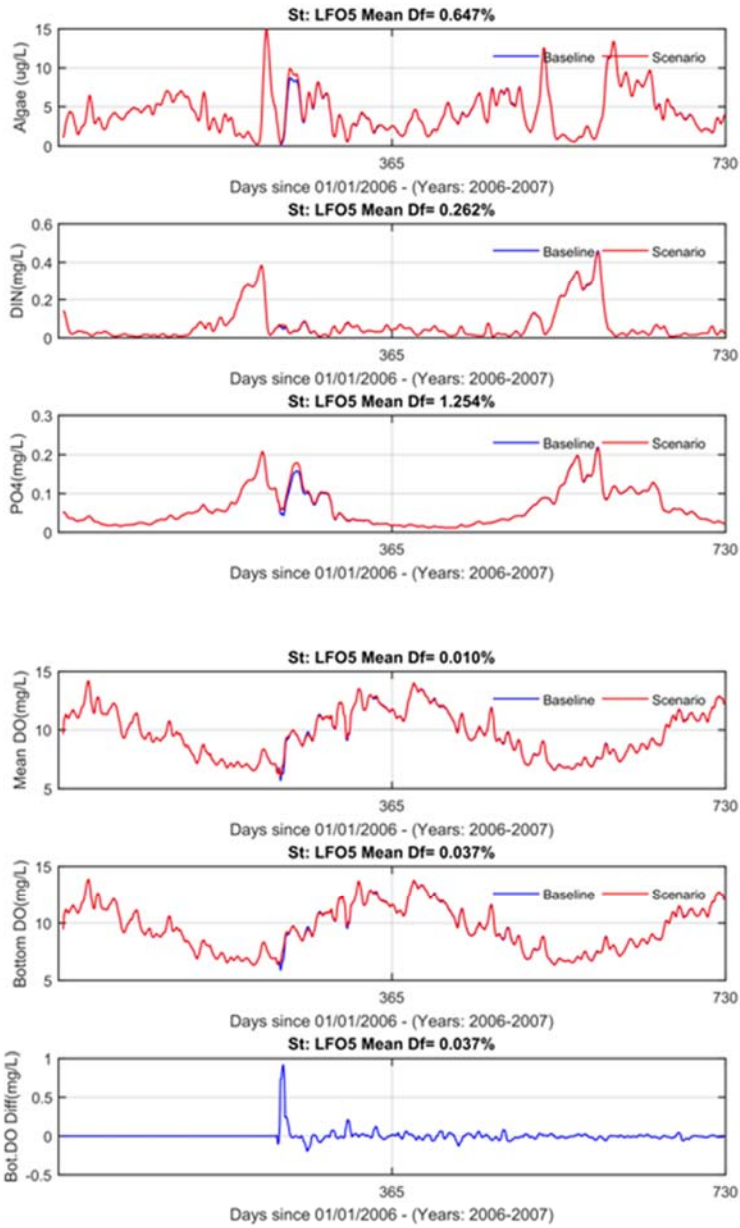 St: LFO5 Mean Df= 0.647%
15
10
5
0
Algae (ug/L)
Baseline Scenario
365 730
Days since 01/01/2006 - (Years: 2006-2007)
St: LFO5 Mean Df= 0.262%
0.6
0.4
0.2
0
DIN(mg/L)
Baseline Scenario
365 730
Days since 01/01/2006 - (Years: 2006-2007)
St: LFO5 Mean Df= 1.254%
0.3
0.2
0.1
0
PO4(mg/L)
Baseline Scenario
365 730
Days since 01/01/2006 - (Years: 2006-2007)
St: LFO5 Mean Df= 0.010%
15
10
5
Mean DO(mg/L)
Baseline Scenario
365 730
Days since 01/01/2006 - (Years: 2006-2007)
St: LFO5 Mean Df= 0.037%
15
10
5
Bottom DO(mg/L)
Baseline Scenario
365 730
Days since 01/01/2006 - (Years: 2006-2007)
St: LFO5 Mean Df= 0.037%
1
0.5
0
-0.5
Bot.DO Diff(mg/L)
365 730
Days since 01/01/2006 - (Years: 2006-2007)